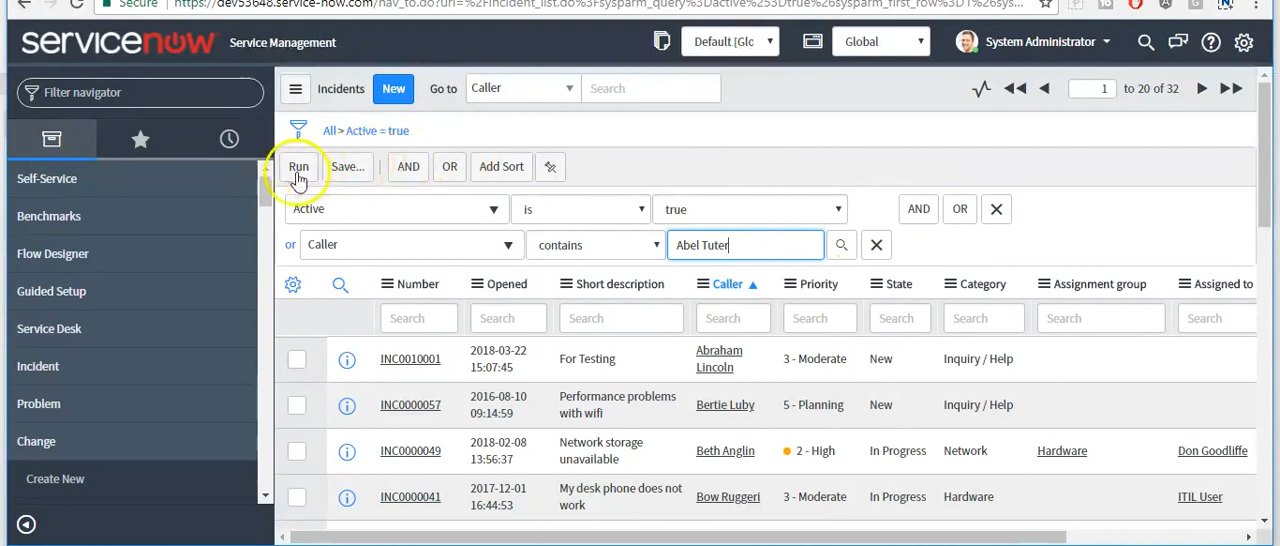 Secure
https://dev53648.service-now.com/nav_to.do?uri=%2Fincident_list.do%3Fsysparm_query%3Dactive%253Dtrue%26sysparm_first_row%3D1%26sys...
servicenow Service Management
Default [Glo
Global
System Administrator
Filter navigator
Self-Service
Benchmarks
Flow Designer
Guided Setup
Service Desk
Incident
Problem
Change
Create New
Incidents New Go to Caller Search 1 to 20 of 32
All > Active = true
Run Save... AND OR Add Sort
Active is true AND OR
or Caller contains Abel Tuter
Number Opened Short description Caller Priority State Category Assignment group Assigned to
Search Search Search Search Search Search Search Search Search
INC0010001 2018-03-22 15:07:45 For Testing Abraham Lincoln 3 - Moderate New Inquiry / Help
INC0000057 2016-08-10 09:14:59 Performance problems with wifi Bertie Luby 5 - Planning New Inquiry / Help
INC0000049 2018-02-08 13:56:37 Network storage unavailable Beth Anglin 2 - High In Progress Network Hardware Don Goodliffe
INC0000041 2017-12-01 16:44:53 My desk phone does not work Bow Ruggeri 3 - Moderate In Progress Hardware ITIL User